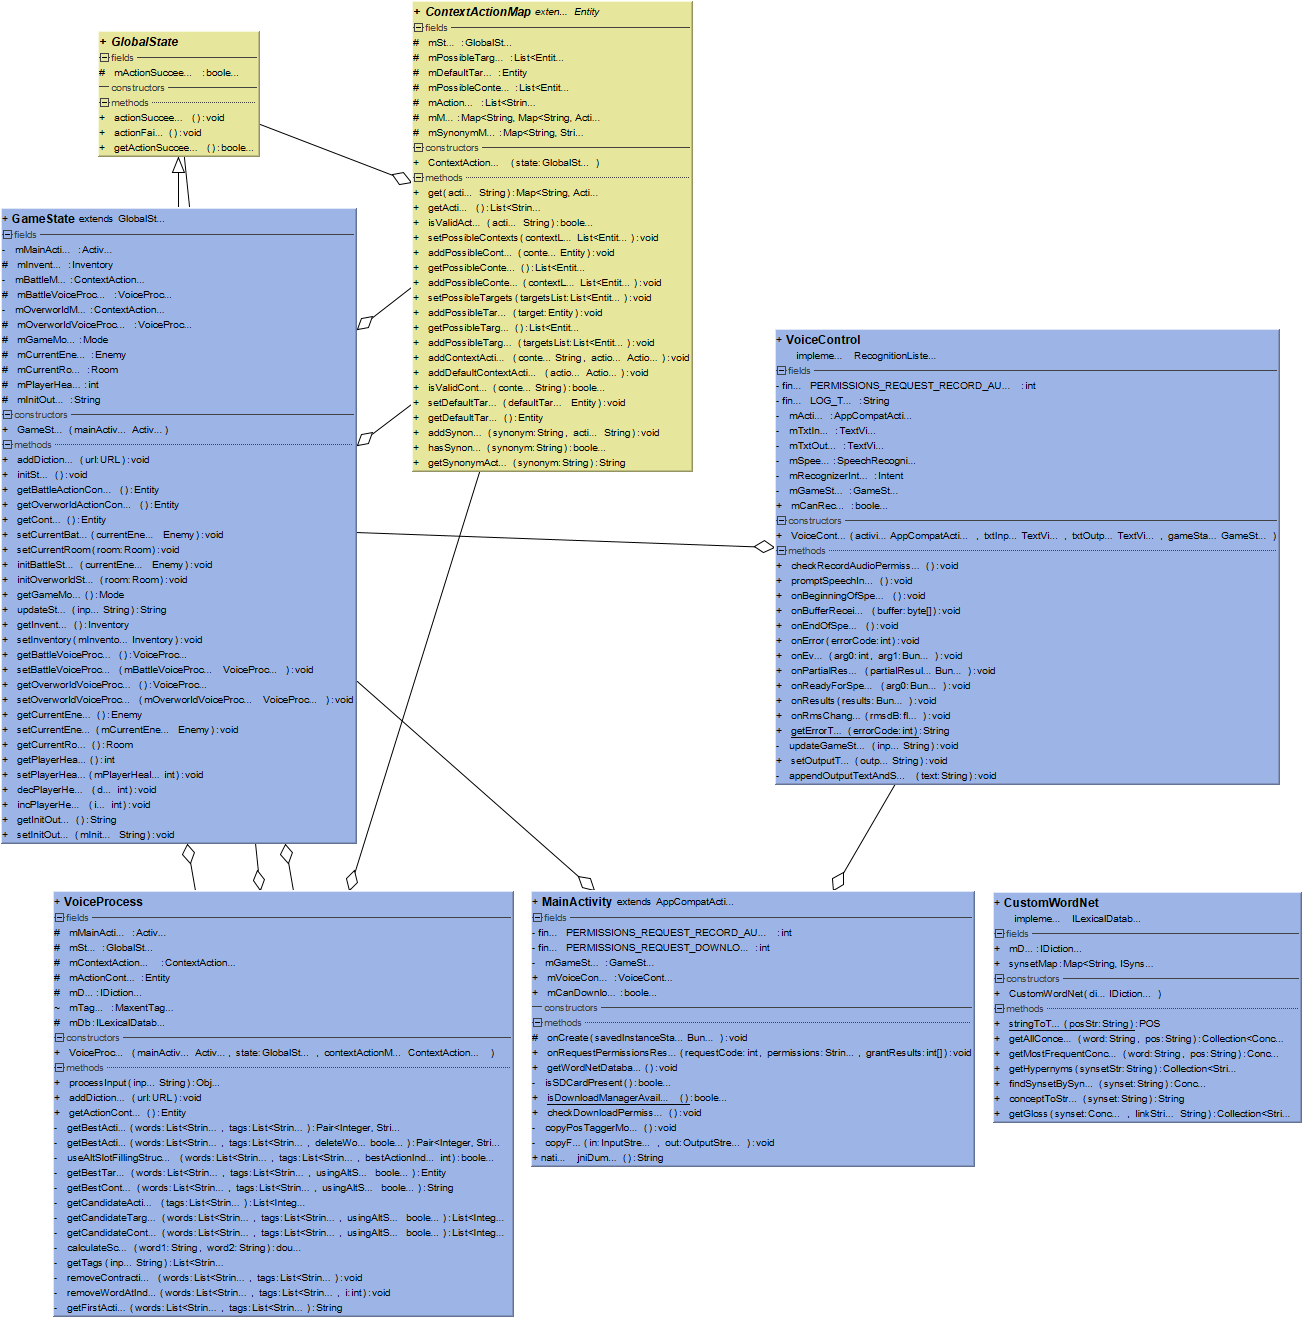 + GlobalState
fields
# mActionSuccee... : boole...
constructors
methods
+ actionSuccee... (): void
+ actionFai... (): void
+ getActionSuccee... (): boole...
+ ContextActionMap exten... Entity
fields
# mSt... : GlobalSt...
# mPossibleTarg... : List<Entit...
# mDefaultTar... : Entity
# mPossibleConte... : List<Entit...
# mAction... : List<Strin...
# mM... : Map<String, Map<String, Acti...
# mSynonymM... : Map<String, Stri...
constructors
+ ContextAction... (state: GlobalSt... )
methods
+ get( acti... String): Map<String, Acti...
+ getActi... (): List<Strin...
+ isValidAct... (acti... String): boole...
+ setPossibleContexts (contextL... List<Entit... ): void
+ addPossibleCont... (conte... Entity): void
+ getPossibleConte... (): List<Entit...
+ addPossibleConte... (contextL... List<Entit... ): void
+ setPossibleTargets (targetsList: List<Entit... ): void
+ addPossibleTar... (target: Entity): void
+ getPossibleTarg... (): List<Entit...
+ addPossibleTarg... (targetsList: List<Entit... ): void
+ addContextActi... (conte... String, actio... Actio... ): void
+ addDefaultContextActi... (actio... Actio... ): void
+ isValidCont... (conte... String): boole...
+ setDefaultTar... (defaultTar... Entity): void
+ getDefaultTar... (): Entity
+ addSynon... (synonym: String, acti... String): void
+ hasSynon... (synonym: String): boole...
+ getSynonymAct... (synonym: String): String
+ GameState extends GlobalSt...
fields
- mMainActi... : Activ...
# mInvent... : Inventory
- mBattleM... : ContextAction...
# mBattleVoiceProc... : VoiceProc...
- mOverworldM... : ContextAction...
# mOverworldVoiceProc... : VoiceProc...
# mGameMo... : Mode
# mCurrentEne... : Enemy
# mCurrentRo... : Room
# mPlayerHea... : int
# mInitOut... : String
constructors
+ GameSt... (mainActiv... Activ... )
methods
+ addDiction... (url: URL): void
+ initSt... (): void
+ getBattleActionCon... (): Entity
+ getOverworldActionCon... (): Entity
+ getCont... (): Entity
+ setCurrentBat... (currentEne... Enemy): void
+ setCurrentRoom (room: Room): void
+ initBattleSt... (currentEne... Enemy): void
+ initOverworldSt... (room: Room): void
+ getGameMo... (): Mode
+ updateSt... (inp... String): String
+ getInvent... (): Inventory
+ setInventory (mInvento... Inventory): void
+ getBattleVoiceProc... (): VoiceProc...
+ setBattleVoiceProc... (mBattleVoiceProc... VoiceProc... ): void
+ getOverworldVoiceProc... (): VoiceProc...
+ setOverworldVoiceProc... (mOverworldVoiceProc... VoiceProc... ): void
+ getCurrentEne... (): Enemy
+ setCurrentEne... (mCurrentEne... Enemy): void
+ getCurrentRo... (): Room
+ getPlayerHea... (): int
+ setPlayerHea... (mPlayerHeal... int): void
+ decPlayerHe... (d... int): void
+ incPlayerHe... (i... int): void
+ getInitOut... (): String
+ setInitOut... (mInit... String): void
+ VoiceControl
impleme... RecognitionListe...
fields
- fin... PERMISSIONS_REQUEST_RECORD_AU... : int
- fin... LOG_T... : String
- mActi... : AppCompatActi...
- mTxtIn... : TextVi...
- mTxtOut... : TextVi...
- mSpee... : SpeechRecogni...
- mRecognizerInt... : Intent
- mGameSt... : GameSt...
+ mCanRec... : boole...
constructors
+ VoiceCont... (activi... AppCompatActi... , txtInp... TextVi... , txtOutp... TextVi... , gameSta... GameSt... )
methods
+ checkRecordAudioPermiss... (): void
+ promptSpeechIn... (): void
+ onBeginningOfSpe... (): void
+ onBufferRecei... (buffer: byte[]): void
+ onEndOfSpe... (): void
+ onError (errorCode: int): void
+ onEv... (arg0: int, arg1: Bun... ): void
+ onPartialRes... (partialResul... Bun... ): void
+ onReadyForSpe... (arg0: Bun... ): void
+ onResults (results: Bun... ): void
+ onRmsChang... (rmsdB: fl... ): void
+ getErrorT... (errorCode: int): String
- updateGameSt... (inp... String): void
+ setOutputT... (outp... String): void
- appendOutputTextAndS... (text: String): void
+ VoiceProcess
fields
# mMainActi... : Activ...
# mSt... : GlobalSt...
# mContextAction... : ContextAction...
# mActionCont... : Entity
# mD... : IDiction...
~ mTag... : MaxentTag...
# mDb: ILexicalDatab...
constructors
+ VoiceProc... (mainActiv... Activ... , state: GlobalSt... , contextActionM... ContextAction... )
methods
+ processInput (inp... String): Obj...
+ addDiction... (url: URL): void
+ getActionCont... (): Entity
- getBestActi... (words: List<Strin... , tags: List<Strin... ): Pair<Integer, Stri...
- getBestActi... (words: List<Strin... , tags: List<Strin... , deleteWo... boole... ): Pair<Integer, Stri...
- useAltSlotFillingStruc... (words: List<Strin... , tags: List<Strin... , bestActionInd... int): boole...
- getBestTar... (words: List<Strin... , tags: List<Strin... , usingAltS... boole... ): Entity
- getBestCont... (words: List<Strin... , tags: List<Strin... , usingAltS... boole... ): String
- getCandidateActi... (tags: List<Strin... ): List<Integ...
- getCandidateTarg... (words: List<Strin... , tags: List<Strin... , usingAltS... boole... ): List<Integ...
- getCandidateCont... (words: List<Strin... , tags: List<Strin... , usingAltS... boole... ): List<Integ...
- calculateSc... (word1: String, word2: String): dou...
- getTags (inp... String): List<Strin...
- removeContracti... (words: List<Strin... , tags: List<Strin... ): void
- removeWordAtInd... (words: List<Strin... , tags: List<Strin... , i: int): void
- getFirstActi... (words: List<Strin... , tags: List<Strin... ): String
+ MainActivity extends AppCompatActi...
fields
- fin... PERMISSIONS_REQUEST_RECORD_AU... : int
- fin... PERMISSIONS_REQUEST_DOWNLO... : int
- mGameSt... : GameSt...
+ mVoiceCon... : VoiceCont...
+ mCanDownlo... : boole...
constructors
methods
# onCreate (savedInstanceSta... Bun... ): void
+ onRequestPermissionsRes... (requestCode: int, permissions: Strin... , grantResults: int[]): void
+ getWordNetDataba... (): void
- isSDCardPresent(): boole...
+ isDownloadManagerAvail... (): boole...
+ checkDownloadPermiss... (): void
- copyPosTaggerMo... (): void
- copyF... (in: InputStre... , out: OutputStre... ): void
+ nati... jniDum... (): String
+ CustomWordNet
impleme... ILexicalDatab...
fields
+ mD... : IDiction...
+ synsetMap: Map<String, ISyns...
constructors
+ CustomWordNet( di... IDiction... )
methods
+ stringToT... (posStr: String): POS
+ getAllConce... (word: String, pos: String): Collection<Conc...
+ getMostFrequentConc... (word: String, pos: String): Conc...
+ getHypernyms (synsetStr: String): Collection<Stri...
+ findSynsetBySyn... (synset: String): Conc...
+ conceptToStr... (synset: String): String
+ getGloss (synset: Conc... , linkStri... String): Collection<Stri...